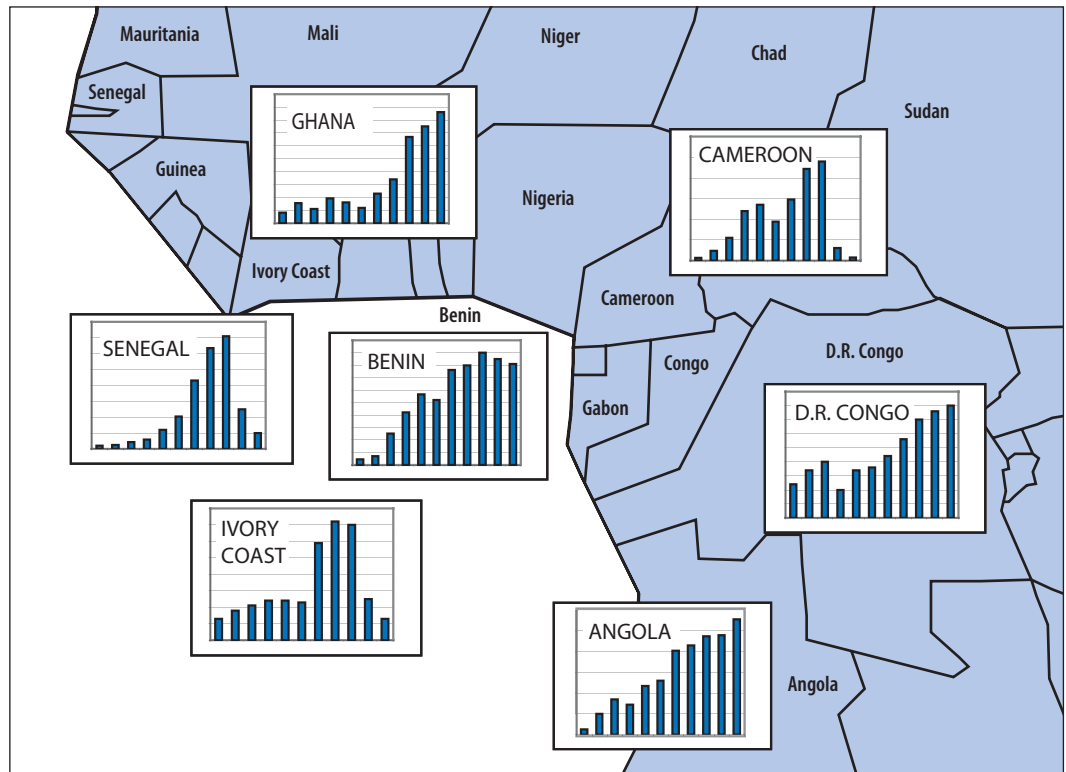 Mauritania
Mali
Niger
Chad
Senegal
Sudan
GHANA
CAMEROON
Guinea
Nigeria
Ivory Coast
Cameroon
Benin
SENEGAL
BENIN
Congo
D.R. Congo
Gabon
D.R. CONGO
IVORY
COAST
ANGOLA
Angola